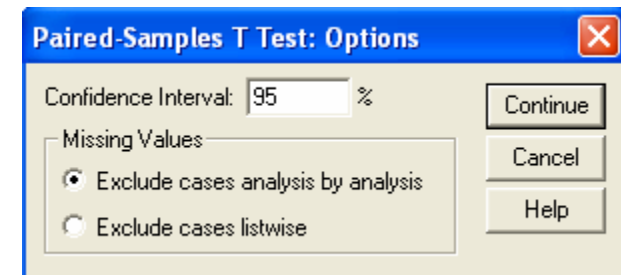 Paired-Samples T Test: Options
Confidence Interval: 95 %
Continue
Missing Values
Cancel
Exclude cases analysis by analysis
Help
Exclude cases listwise